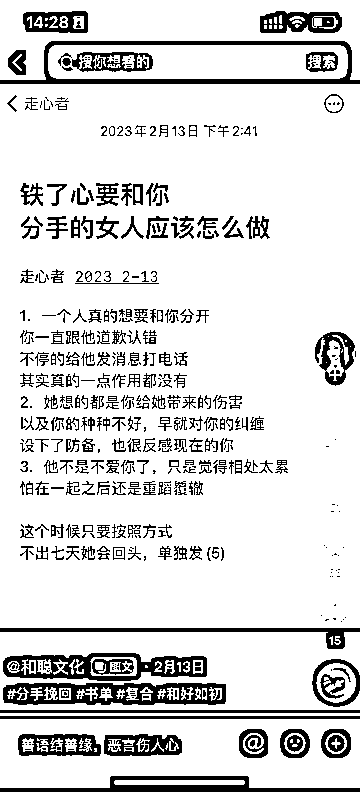 14:28
搜你想看的 搜索
走心者
2023年2月13日 下午2:41
铁了心要和你
分手的女人应该怎么做
走心者 2023 2-13
1. 一个人真的想要和你分开
你一直跟他道歉认错
不停的给他发消息打电话
其实真的一点作用都没有
2. 她想的都是你给她带来的伤害
以及你的种种不好，早就对你的纠缠
设下了防备，也很反感现在的你
3. 他不是不爱你了，只是觉得相处太累
怕在一起之后还是重蹈覆辙
这个时候只要按照方式
不出七天她会回头，单独发 (5)
15
@和聪文化 图文 · 2月13日
#分手挽回 #书单 #复合 #和好如初
善语结善缘，恶言伤人心